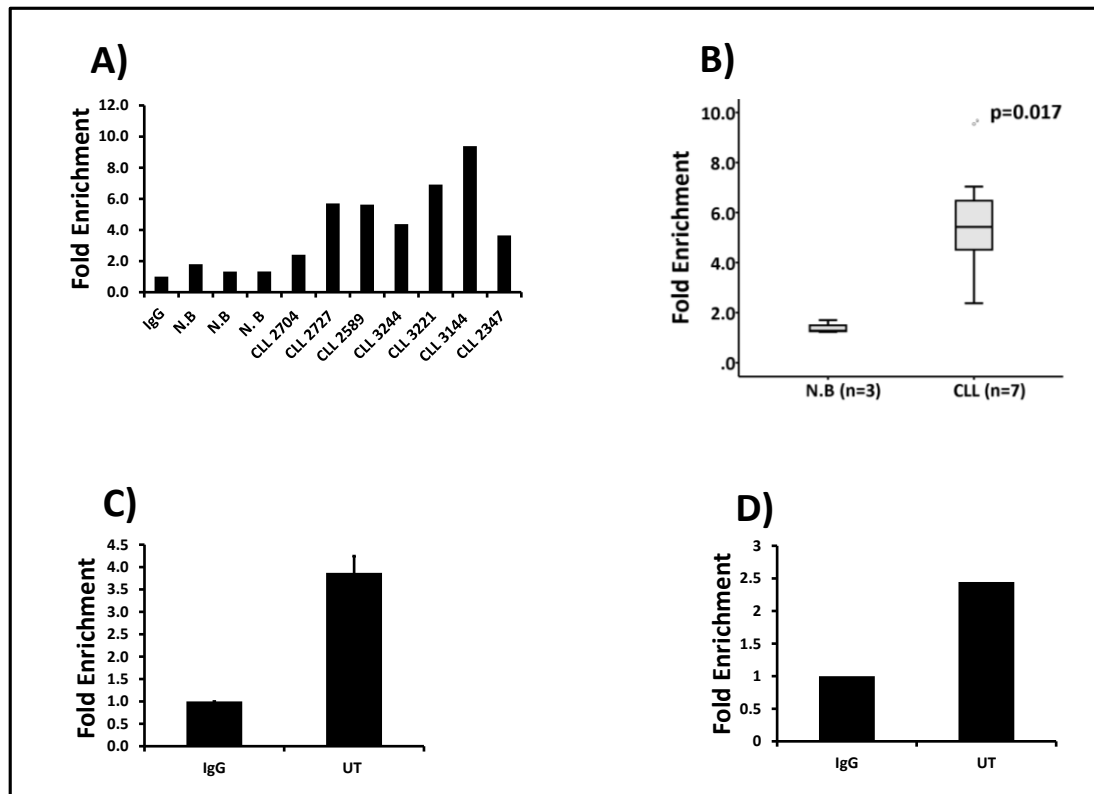 A)
Fold Enrichment
12.0
10.0
8.0
6.0
4.0
2.0
0.0
IgG
N.B
N.B
N. B
CLL 2704
CLL 2727
CLL 2589
CLL 3244
CLL 3221
CLL 3144
CLL 2347
B)
Fold Enrichment
p=0.017
10.0
8.0
6.0
4.0
2.0
.0
N.B (n=3)
CLL (n=7)
C)
Fold Enrichment
4.5
4.0
3.5
3.0
2.5
2.0
1.5
1.0
0.5
0.0
IgG
UT
D)
Fold Enrichment
3
2.5
2
1.5
1
0.5
0
IgG
UT